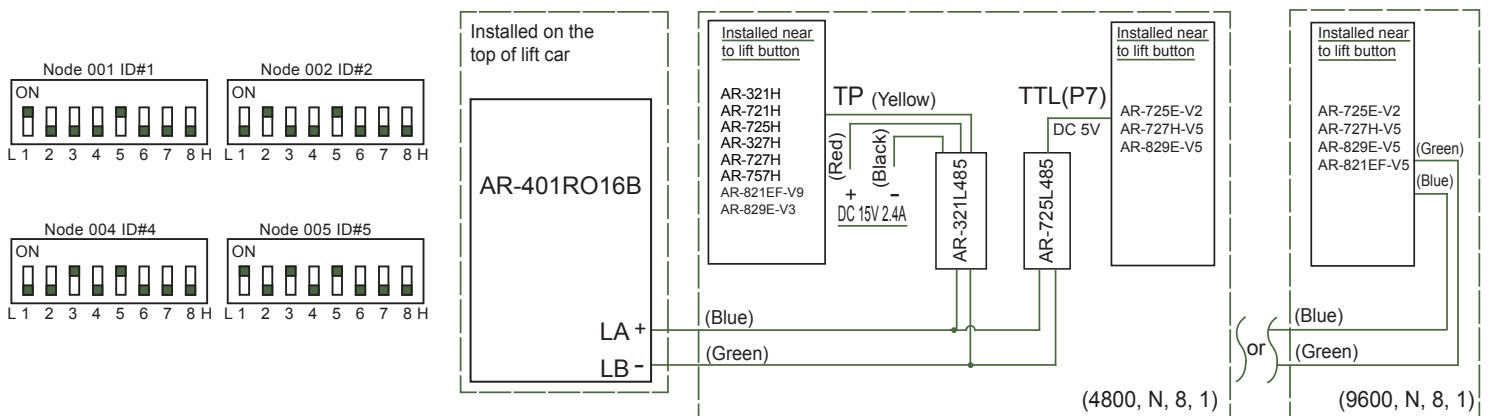 Node 001 ID#1
ON
L 1 2 3 4 5 6 7 8 H
Node 002 ID#2
ON
L 1 2 3 4 5 6 7 8 H
Node 004 ID#4
ON
L 1 2 3 4 5 6 7 8 H
Node 005 ID#5
ON
L 1 2 3 4 5 6 7 8 H
Installed on the
top of lift car
AR-401RO16B
LA +
LB -
Installed near
to lift button
AR-321H
AR-721H
AR-725H
AR-327H
AR-727H
AR-757H
AR-821EF-V9
AR-829E-V3
TP (Yellow)
(Red)
(Black)
+ -
DC 15V 2.4A
AR-321L485
TTL(P7)
DC 5V
AR-725L485
Installed near
to lift button
AR-725E-V2
AR-727H-V5
AR-829E-V5
(Blue)
(Green)
(4800, N, 8, 1)
or
Installed near
to lift button
AR-725E-V2
AR-727H-V5
AR-829E-V5
AR-821EF-V5
(Green)
(Blue)
(Blue)
(Green)
(9600, N, 8, 1)